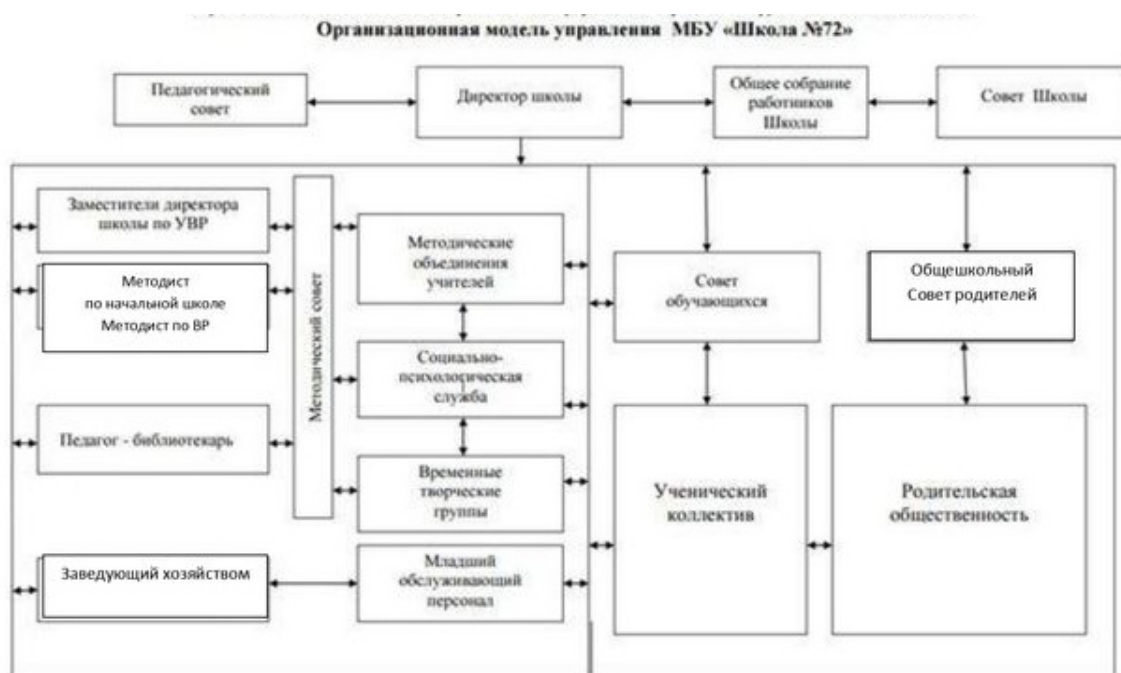 Организационная модель управления МБУ «Школа №72»
Педагогический
совет
Директор школы
Общее собрание
работников
Школы
Совет Школы
Заместители директора
школы по УВР
Методист
по начальной школе
Методист по ВР
Педагог - библиотекарь
Заведующий хозяйством
Методический совет
Методические
объединения
учителей
Социально-
психологическая
служба
Временные
творческие
группы
Младший
обслуживающий
персонал
Совет
обучающихся
Общешкольный
Совет родителей
Ученический
коллектив
Родительская
общественность